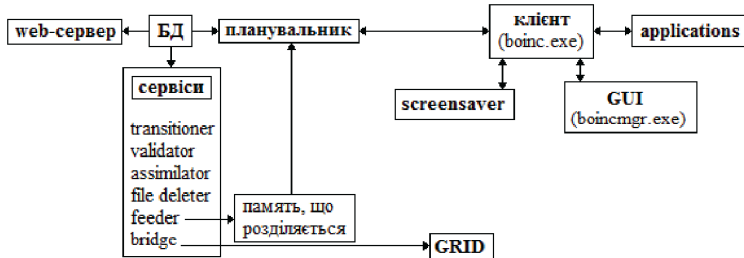 web-сервер
БД
планувальник
клієнт
(boinc.exe)
applications
сервіси
screensaver
GUI
(boincmgr.exe)
transitioner
validator
assimilator
file deleter
feeder
bridge
память, що
розділяється
GRID